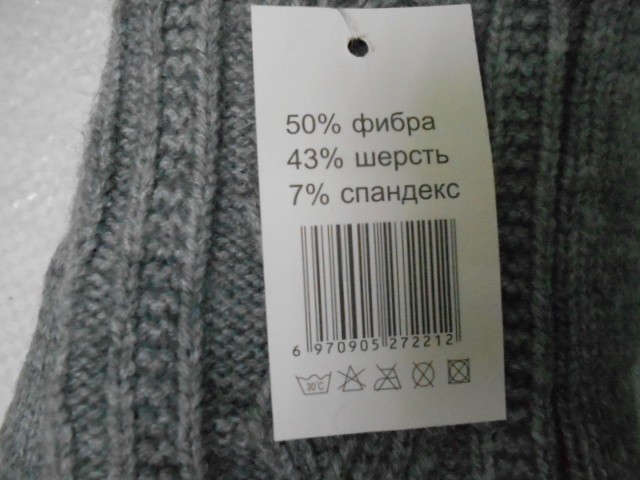 50% фибра
43% шерсть
7% спандекс
6 970905 272212
30°C